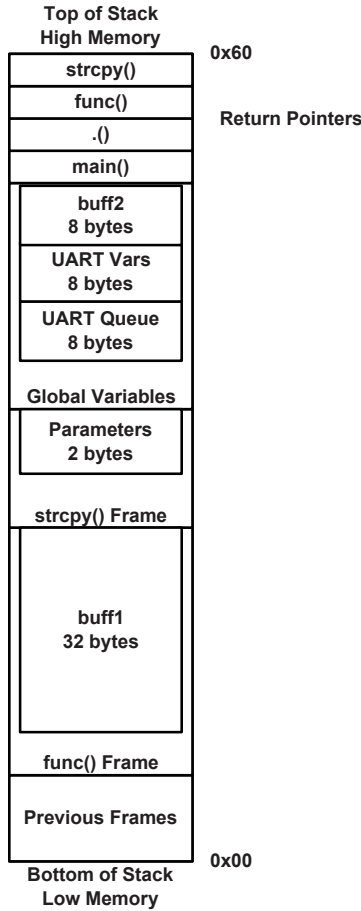 Top of Stack
High Memory
0x60
strcpy()
func()
Return Pointers
.()
main()
buff2
8 bytes
UART Vars
8 bytes
UART Queue
8 bytes
Global Variables
Parameters
2 bytes
strcpy() Frame
buff1
32 bytes
func() Frame
Previous Frames
0x00
Bottom of Stack
Low Memory